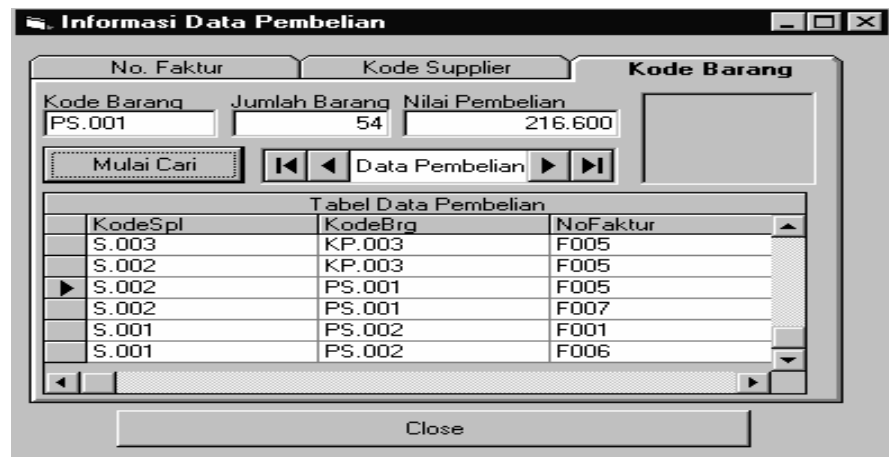 Informasi Data Pembelian
No. Faktur Kode Supplier Kode Barang
Kode Barang Jumlah Barang Nilai Pembelian
PS.001 54 216.600
Mulai Cari Data Pembelian
Tabel Data Pembelian
KodeSpl KodeBrg NoFaktur
S.003 KP.003 F005
S.002 KP.003 F005
S.002 PS.001 F005
S.002 PS.001 F007
S.001 PS.002 F001
S.001 PS.002 F006
Close